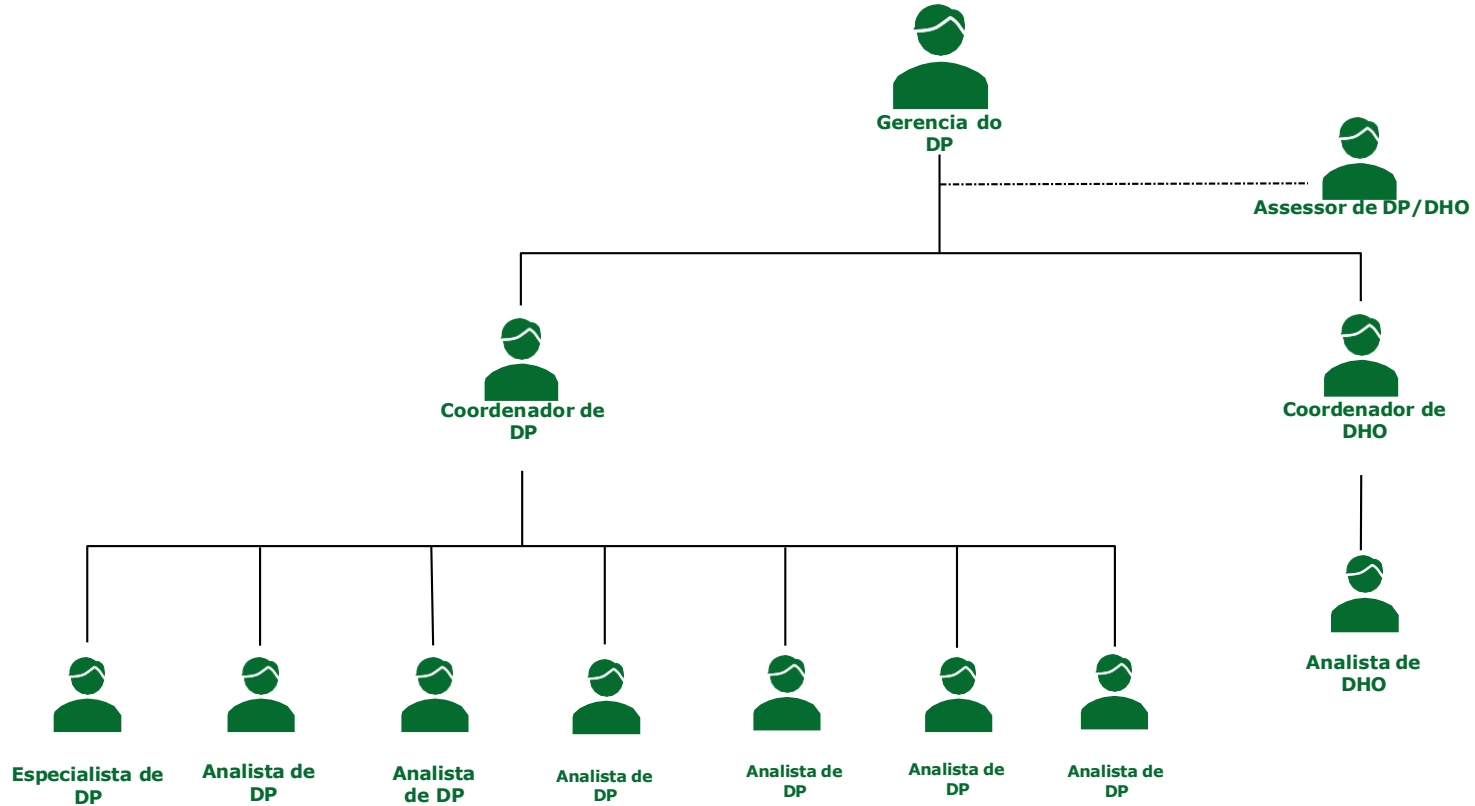 Gerencia do
DP
Assessor de DP/DHO
Coordenador de
DP
Coordenador de
DHO
Analista de
DHO
Especialista de
DP
Analista de
DP
Analista
de DP
Analista de
DP
Analista de
DP
Analista de
DP
Analista de
DP